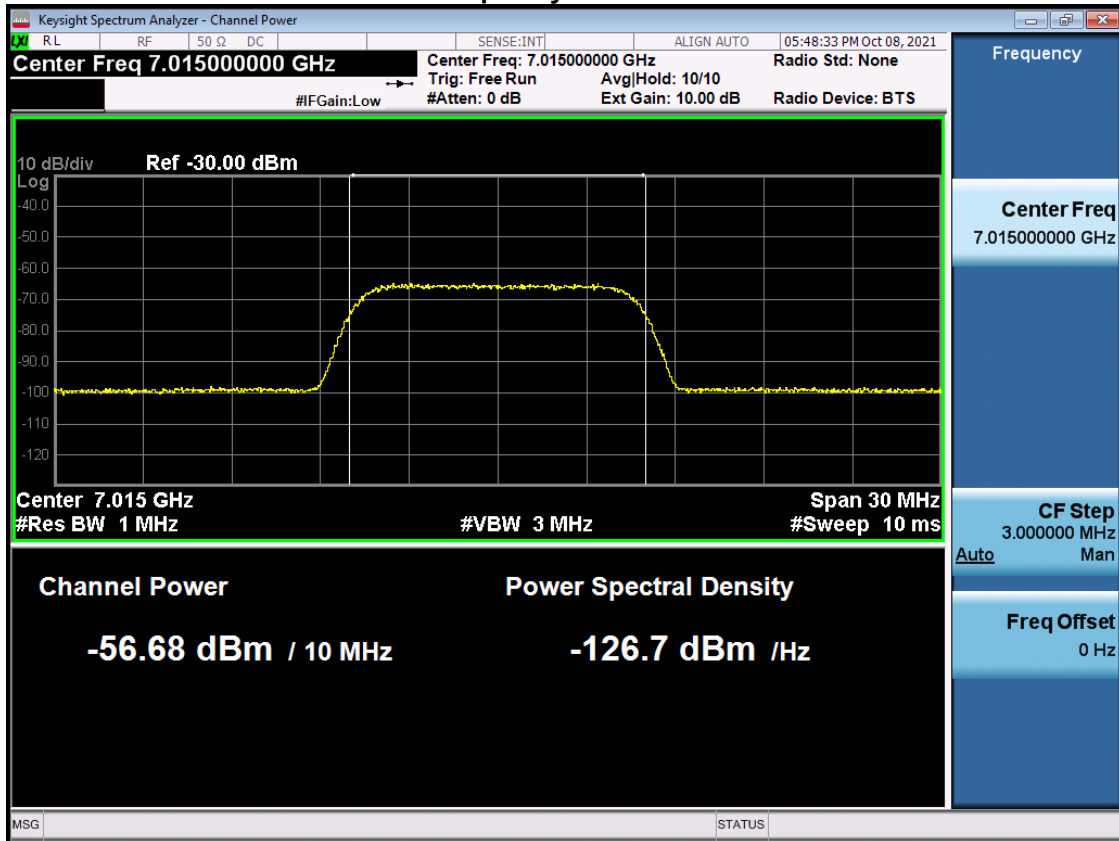 Keysight Spectrum Analyzer - Channel Power
LXI RL RF 50 Ω DC SENSE:INT ALIGN AUTO 05:48:33 PM Oct 08, 2021
Center Freq 7.015000000 GHz
Center Freq: 7.015000000 GHz Radio Std: None
Trig: Free Run Avg|Hold: 10/10
#IFGain:Low #Atten: 0 dB Ext Gain: 10.00 dB Radio Device: BTS
Frequency
10 dB/div Ref -30.00 dBm
Log
-40.0
-50.0
-60.0
-70.0
-80.0
-90.0
-100
-110
-120
Center 7.015 GHz Span 30 MHz
#Res BW 1 MHz #VBW 3 MHz #Sweep 10 ms
Channel Power Power Spectral Density
-56.68 dBm / 10 MHz -126.7 dBm /Hz
Center Freq
7.015000000 GHz
CF Step
3.000000 MHz
Auto Man
Freq Offset
0 Hz
MSG STATUS